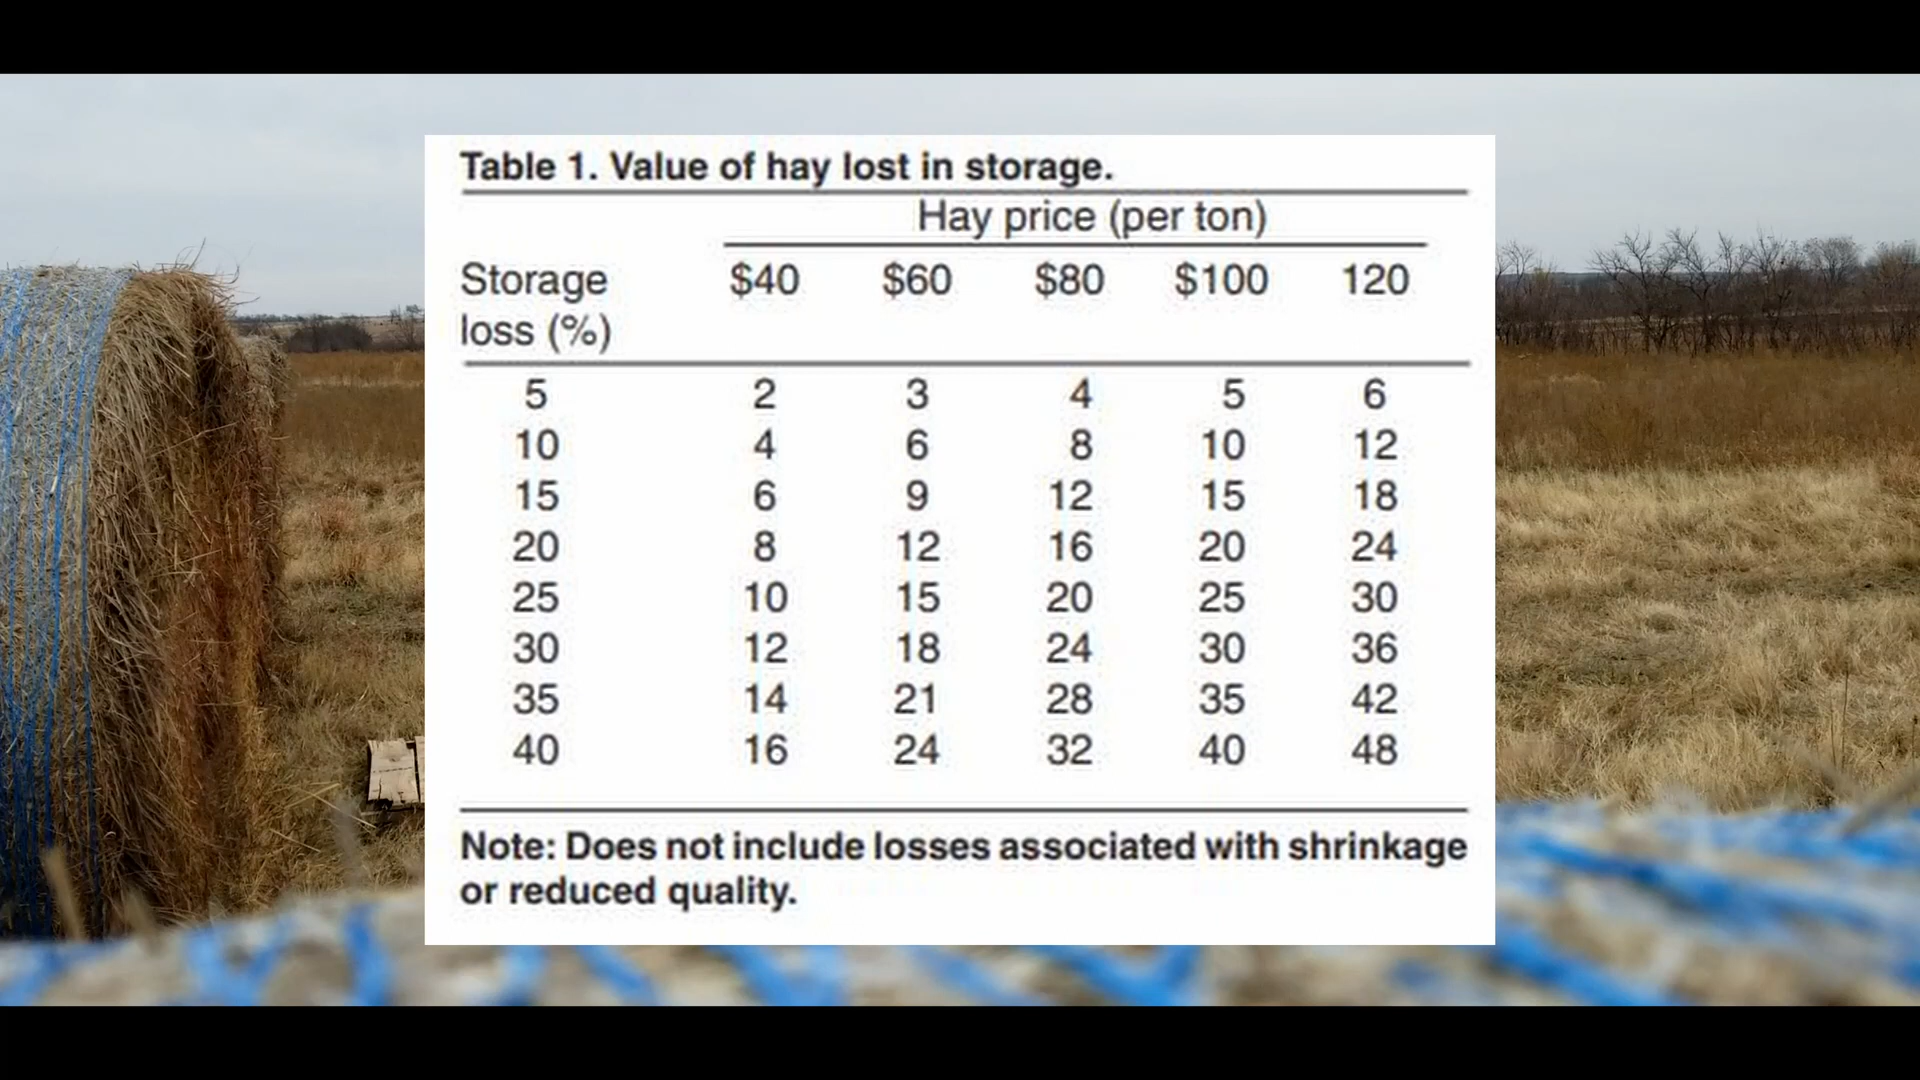 Table 1. Value of hay lost in storage.
Hay price (per ton)
Storage loss (%) $40 $60 $80 $100 120
5 2 3 4 5 6
10 4 6 8 10 12
15 6 9 12 15 18
20 8 12 16 20 24
25 10 15 20 25 30
30 12 18 24 30 36
35 14 21 28 35 42
40 16 24 32 40 48
Note: Does not include losses associated with shrinkage
or reduced quality.